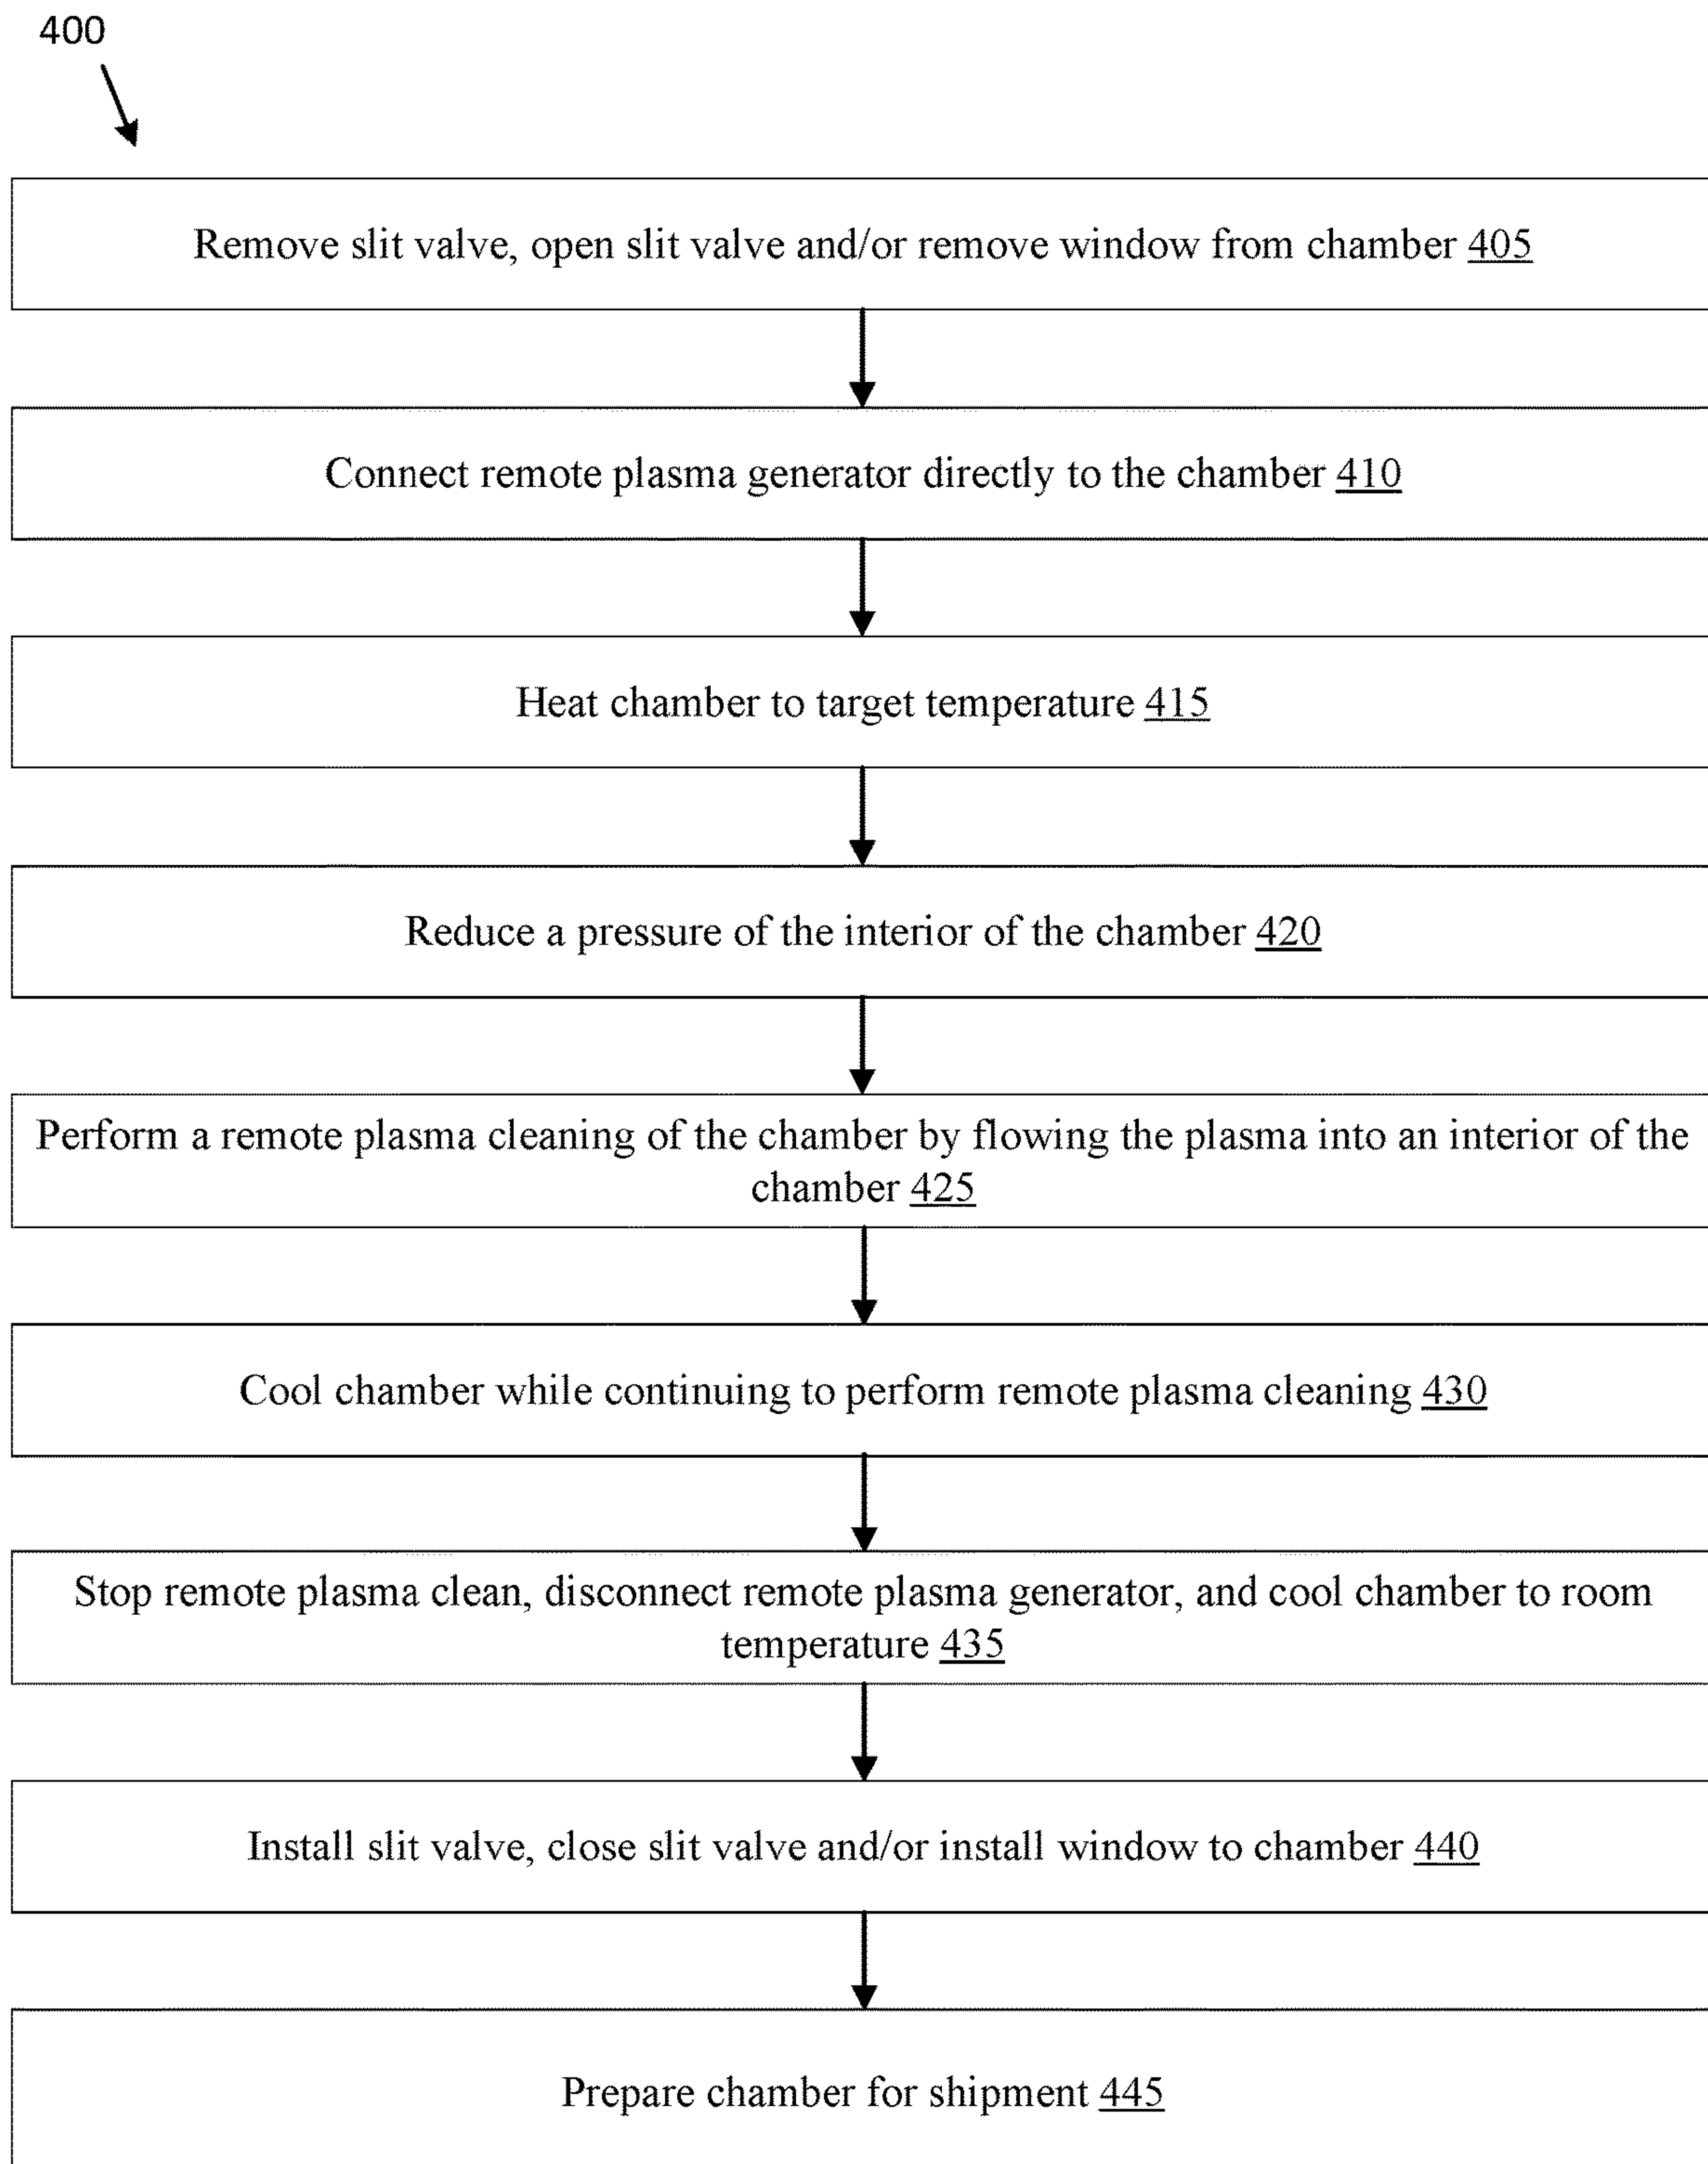 400
Remove slit valve, open slit valve and/or remove window from chamber 405
Connect remote plasma generator directly to the chamber 410
Heat chamber to target temperature 415
Reduce a pressure of the interior of the chamber 420
Perform a remote plasma cleaning of the chamber by flowing the plasma into an interior of the
chamber 425
Cool chamber while continuing to perform remote plasma cleaning 430
Stop remote plasma clean, disconnect remote plasma generator, and cool chamber to room
temperature 435
Install slit valve, close slit valve and/or install window to chamber 440
Prepare chamber for shipment 445